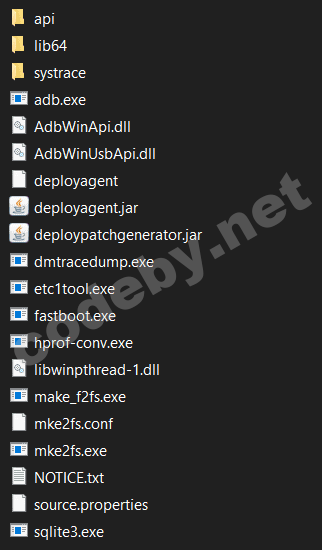 api
lib64
systrace
adb.exe
AdbWinApi.dll
AdbWinUsbApi.dll
deployagent
deployagent.jar
deploypatchgenerator.jar
dmtracedump.exe
etc1tool.exe
fastboot.exe
hprof-conv.exe
libwinpthread-1.dll
make_f2fs.exe
mke2fs.conf
mke2fs.exe
NOTICE.txt
source.properties
sqlite3.exe
codeby.net